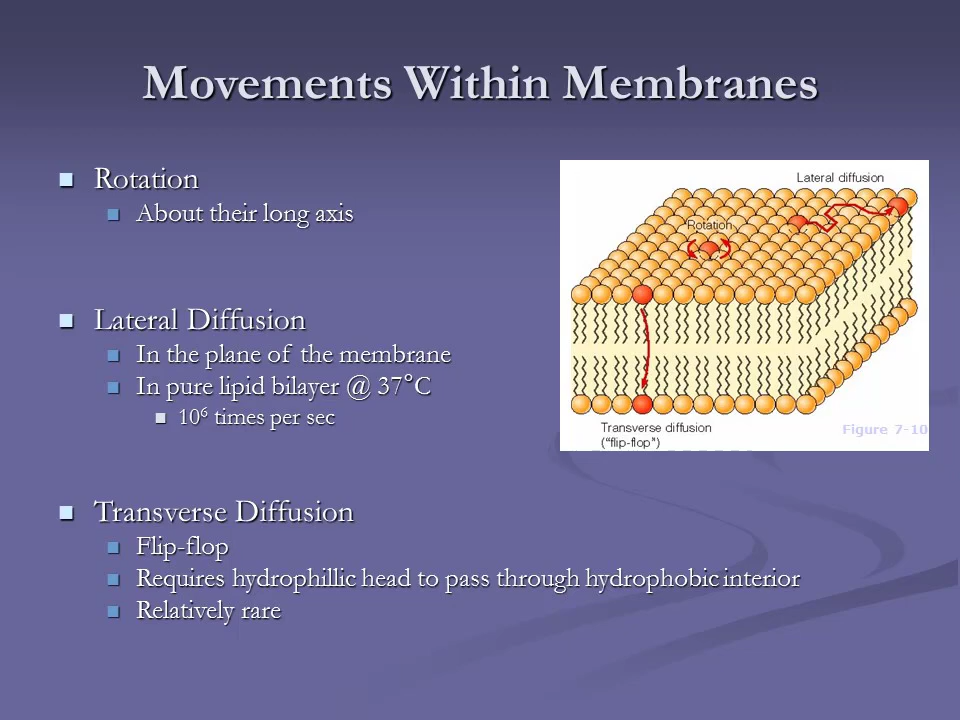 Movements Within Membranes
Rotation
About their long axis
Lateral Diffusion
In the plane of the membrane
In pure lipid bilayer @ 37°C
10⁶ times per sec
Transverse Diffusion
Flip-flop
Requires hydrophillic head to pass through hydrophobic interior
Relatively rare
Lateral diffusion
Rotation
Transverse diffusion
("flip-flop")
Figure 7-10